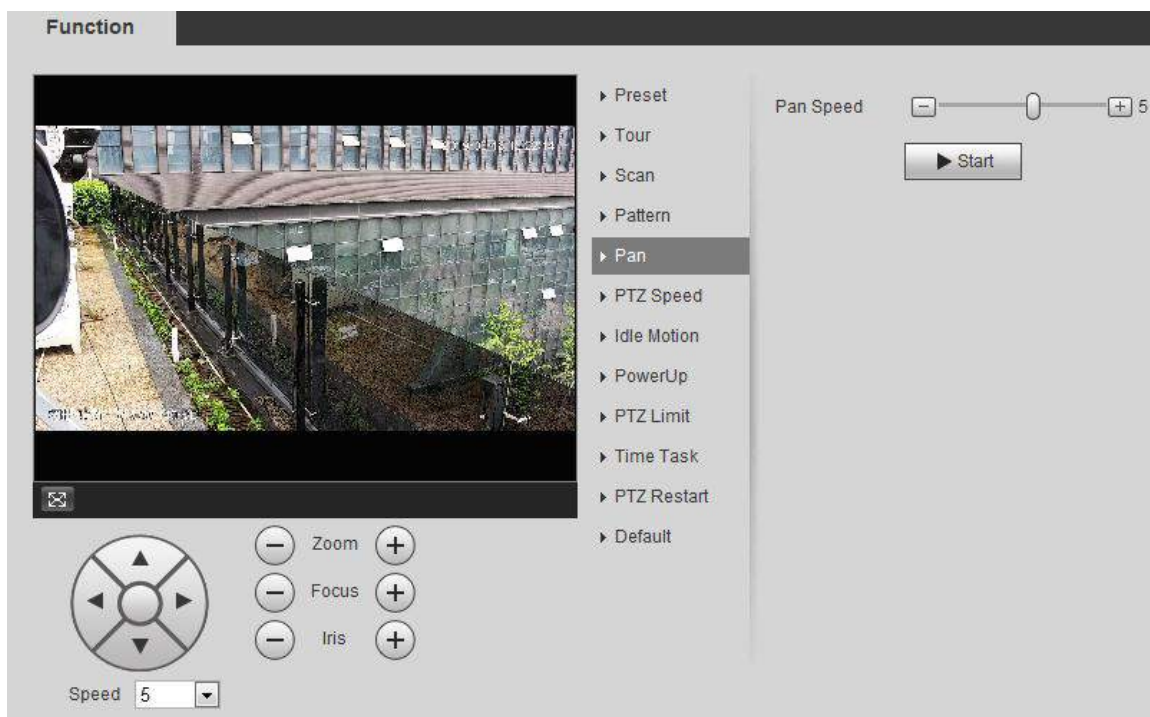 Function
Preset
Tour
Scan
Pattern
Pan
PTZ Speed
Idle Motion
PowerUp
PTZ Limit
Time Task
PTZ Restart
Default
Pan Speed 5
Start
Zoom
Focus
Iris
Speed 5